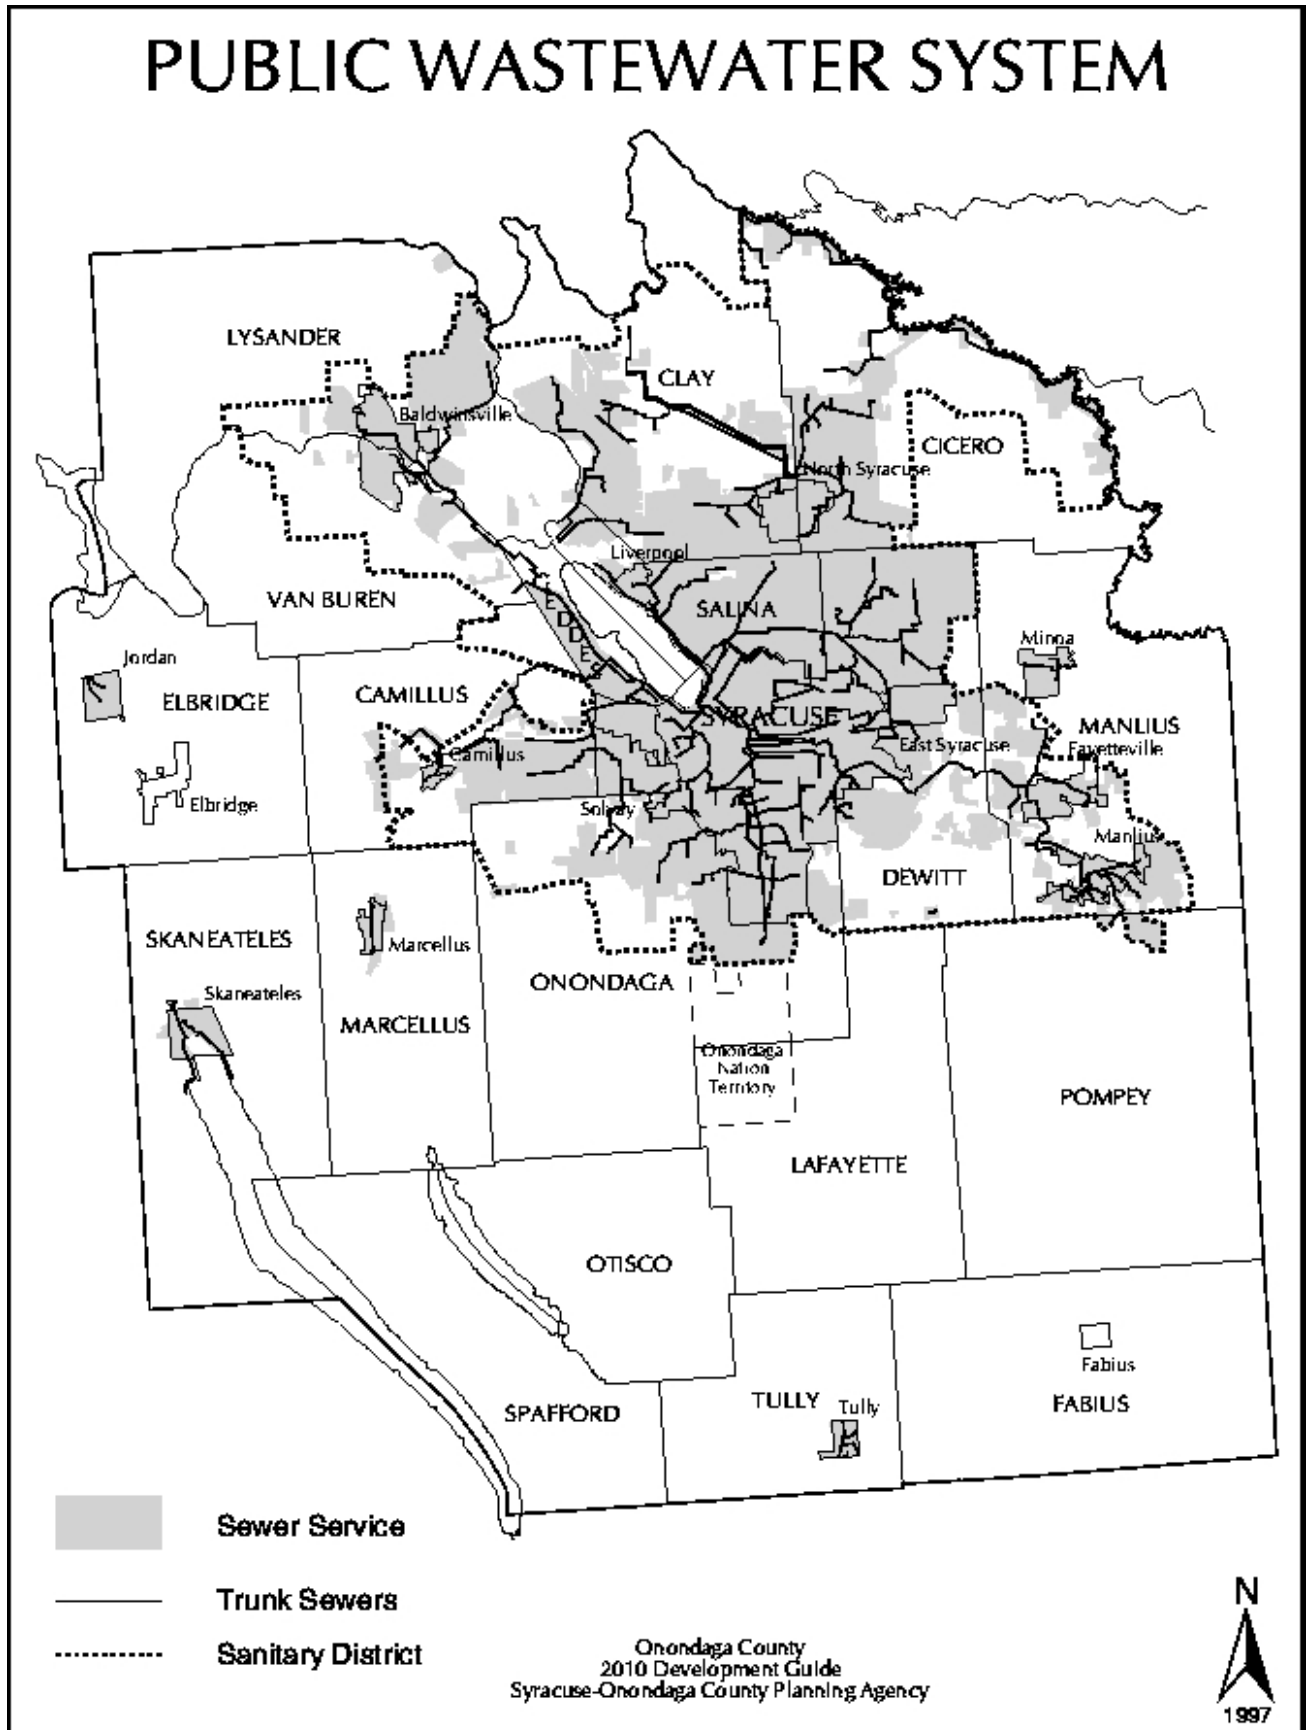 PUBLIC WASTEWATER SYSTEM
LYSANDER
CLAY
Baldwinsville
CICERO
North Syracuse
Liverpool
VAN BUREN
GEDDES
SALINA
Minoa
Jordan
ELBRIDGE
CAMILLUS
SYRACUSE
MANLIUS
East Syracuse
Fayetteville
Camillus
Elbridge
Solvay
Manlius
DEWITT
SKANEATELES
Marcellus
ONONDAGA
Skaneateles
MARCELLUS
Onondaga
Nation
Territory
POMPEY
LAFAYETTE
OTISCO
Fabius
SPAFFORD
TULLY
Tully
FABIUS
Sewer Service
Trunk Sewers
Sanitary District
Onondaga County
2010 Development Guide
Syracuse-Onondaga County Planning Agency
N
1997